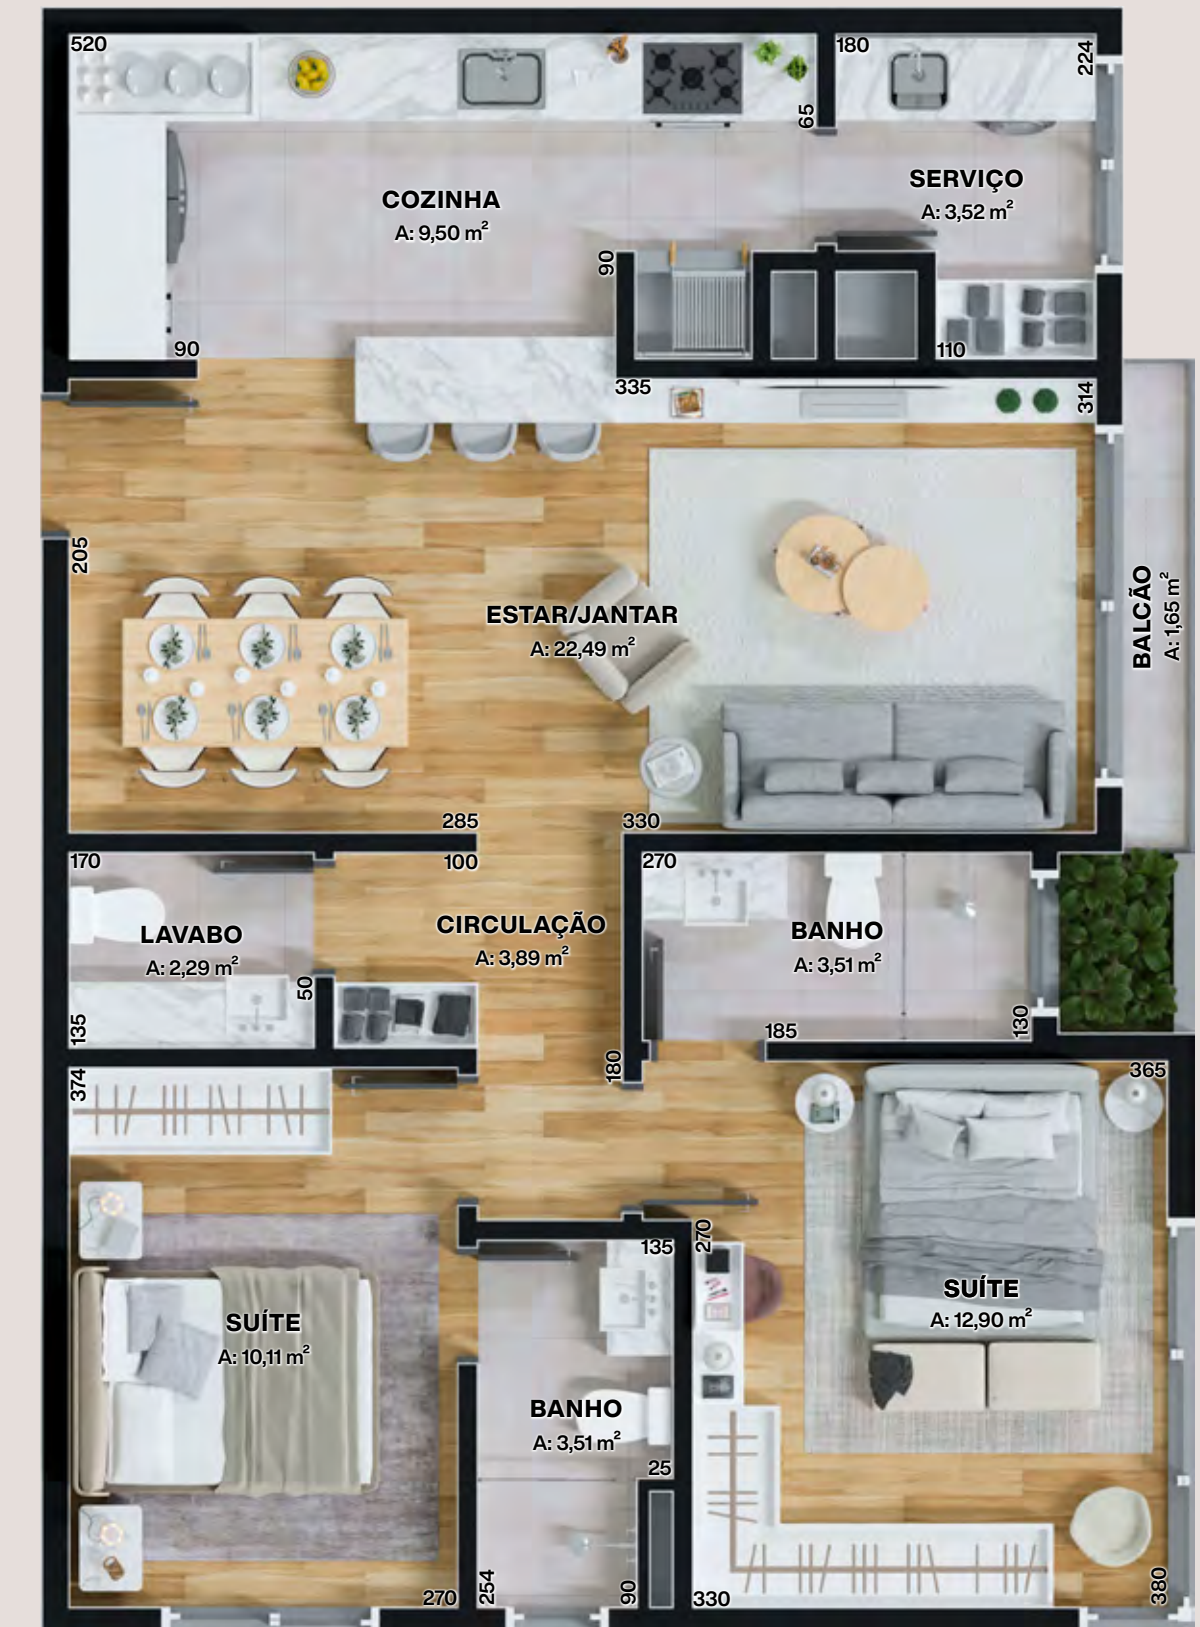 520
180
224
65
SERVIÇO
A: 3,52 m²
COZINHA
A: 9,50 m²
90
90
110
335
314
205
ESTAR/JANTAR
A: 22,49 m²
BALCÃO
A: 1,65 m²
285
330
170
100
270
LAVABO
A: 2,29 m²
CIRCULAÇÃO
A: 3,89 m²
BANHO
A: 3,51 m²
50
135
130
185
180
374
365
270
135
SUÍTE
A: 12,90 m²
SUÍTE
A: 10,11 m²
BANHO
A: 3,51 m²
25
270
254
90
330
380